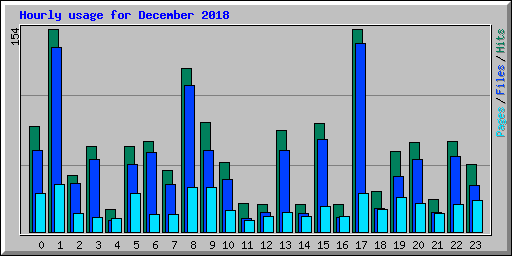 Hourly usage for December 2018
154
Pages/Files/Hits
0 1 2 3 4 5 6 7 8 9 10 11 12 13 14 15 16 17 18 19 20 21 22 23